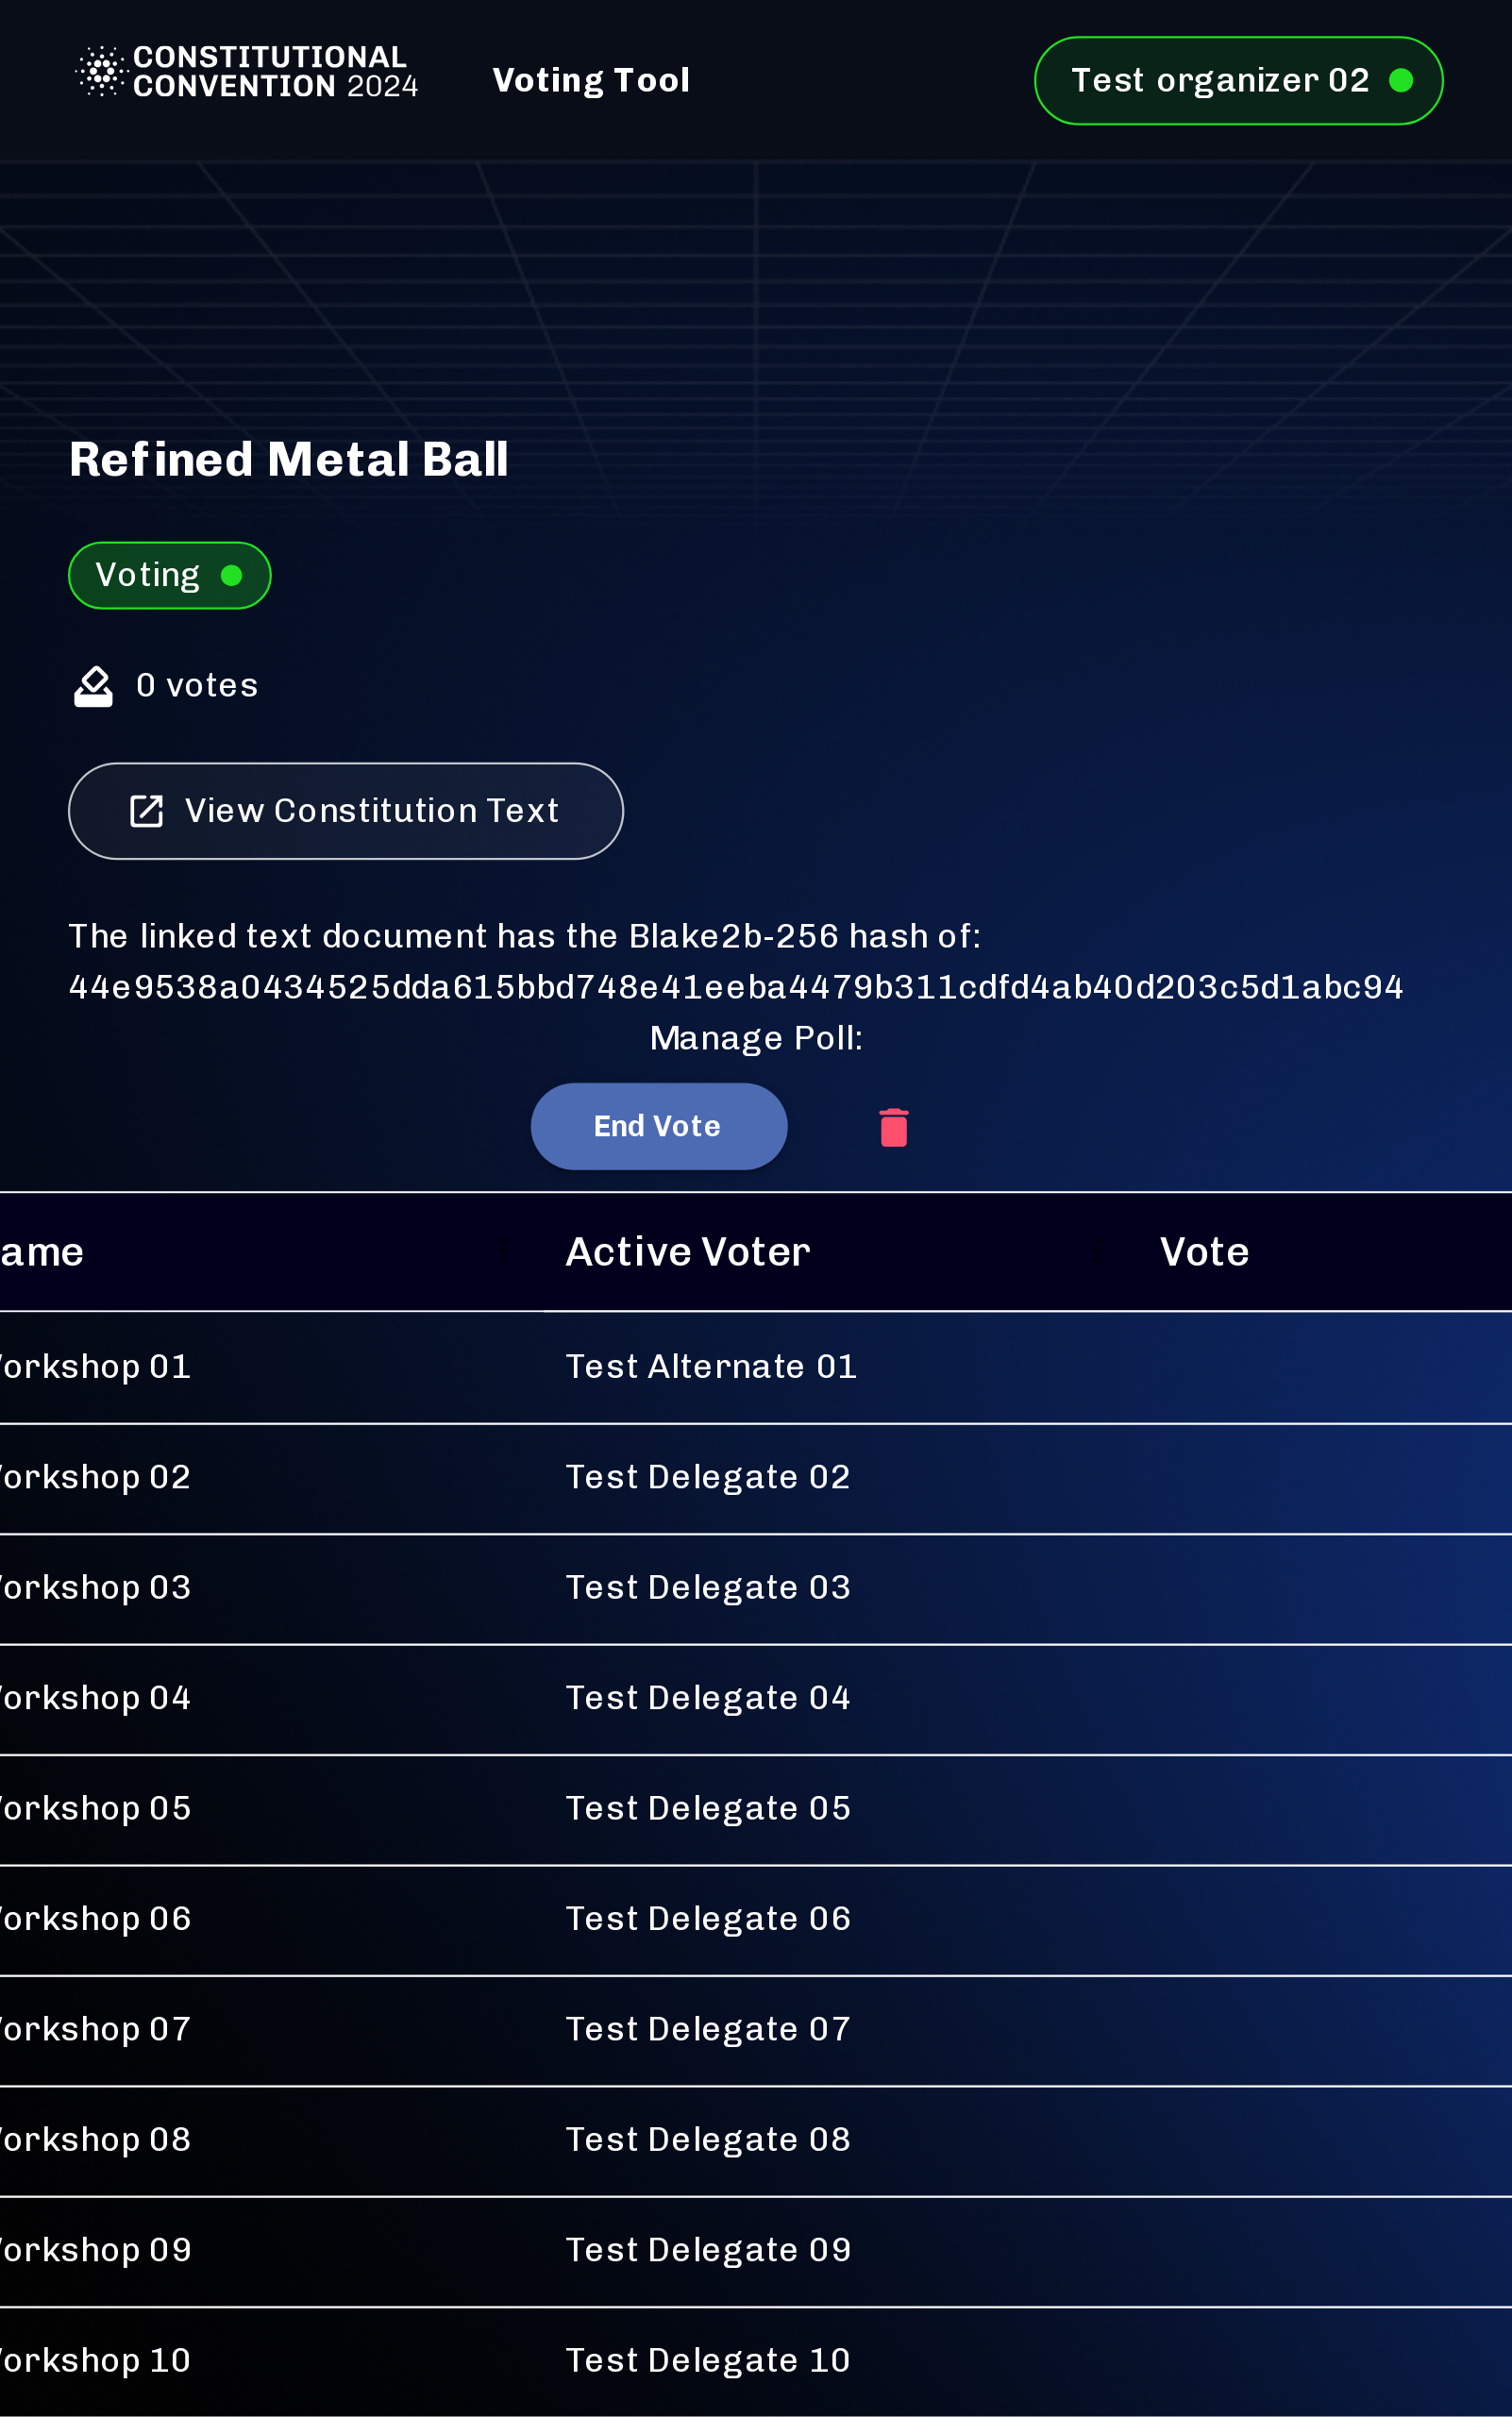 CONSTITUTIONAL
CONVENTION 2024
Voting Tool
Test organizer 02
Refined Metal Ball
Voting
0 votes
View Constitution Text
The linked text document has the Blake2b-256 hash of:
44e9538a0434525dda615bbd748e41eeba4479b311cdfd4ab40d203c5d1abc94
Manage Poll:
End Vote
ame Active Voter Vote
orkshop 01 Test Alternate 01
orkshop 02 Test Delegate 02
orkshop 03 Test Delegate 03
orkshop 04 Test Delegate 04
orkshop 05 Test Delegate 05
orkshop 06 Test Delegate 06
orkshop 07 Test Delegate 07
orkshop 08 Test Delegate 08
orkshop 09 Test Delegate 09
orkshop 10 Test Delegate 10